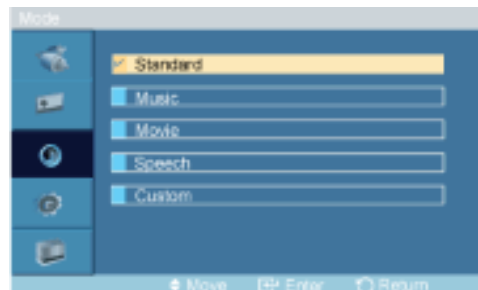 Mode
Standard
Music
Movie
Speech
Custom
Move Enter Return